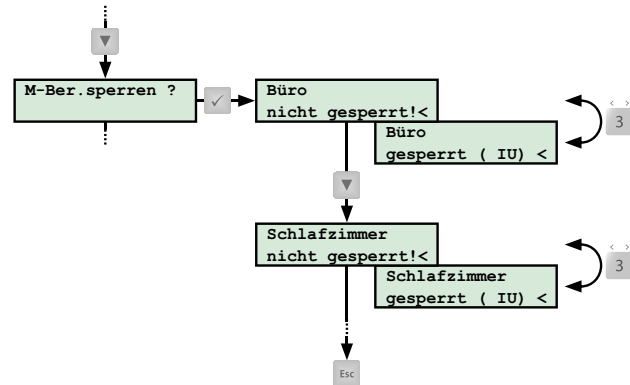 M-Ber.sperren ?
Büro
nicht gesperrt!<
Büro
gesperrt ( IU) <
< >
3
Schlafzimmer
nicht gesperrt!<
Schlafzimmer
gesperrt ( IU) <
< >
3
Esc